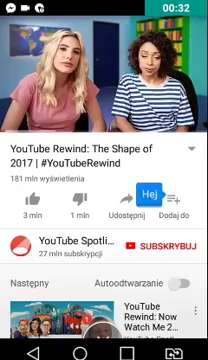 00:32
YouTube Rewind: The Shape of
2017 | #YouTubeRewind
181 mln wyświetlenia
Hej
3 mln
1 mln
Udostępnij
Dodaj do
YouTube Spotli...
27 mln subskrypcji
SUBSKRYBUJ
Następny
Autoodtwarzanie
YouTube
Rewind: Now
Watch Me 2...